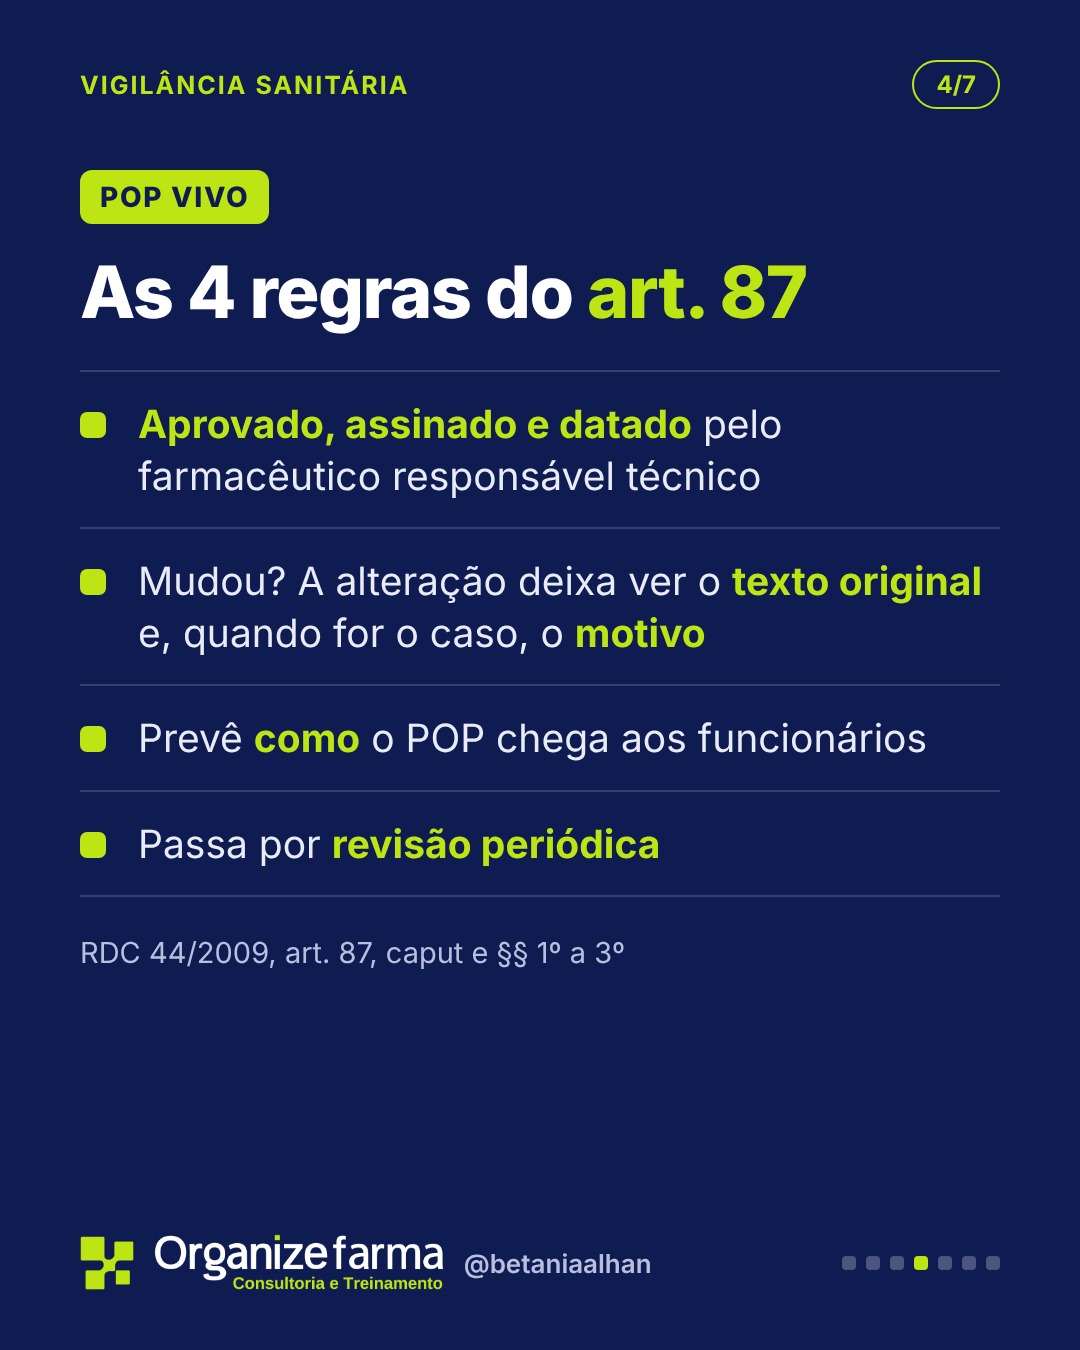 VIGILÂNCIA SANITÁRIA
4/7
POP VIVO
As 4 regras do art. 87
Aprovado, assinado e datado pelo
farmacêutico responsável técnico
Mudou? A alteração deixa ver o texto original
e, quando for o caso, o motivo
Prevê como o POP chega aos funcionários
Passa por revisão periódica
RDC 44/2009, art. 87, caput e §§ 1º a 3º
Organizefarma
Consultoria e Treinamento
@betaniaalhan